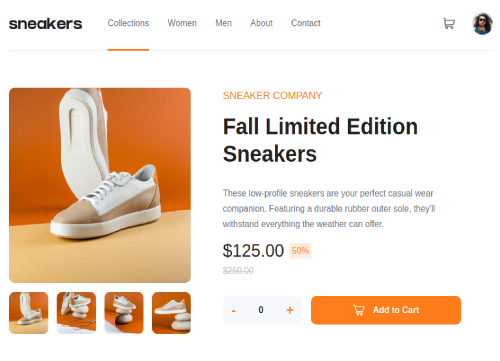 sneakers
Collections Women Men About Contact
SNEAKER COMPANY
Fall Limited Edition
Sneakers
These low-profile sneakers are your perfect casual wear
companion. Featuring a durable rubber outer sole, they'll
withstand everything the weather can offer.
$125.00 50%
$250.00
- 0 + Add to Cart